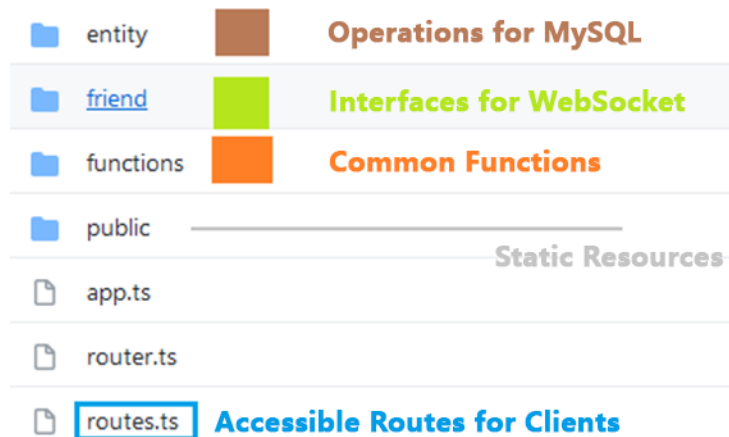 entity Operations for MySQL
friend Interfaces for WebSocket
functions Common Functions
public
Static Resources
app.ts
router.ts
routes.ts Accessible Routes for Clients